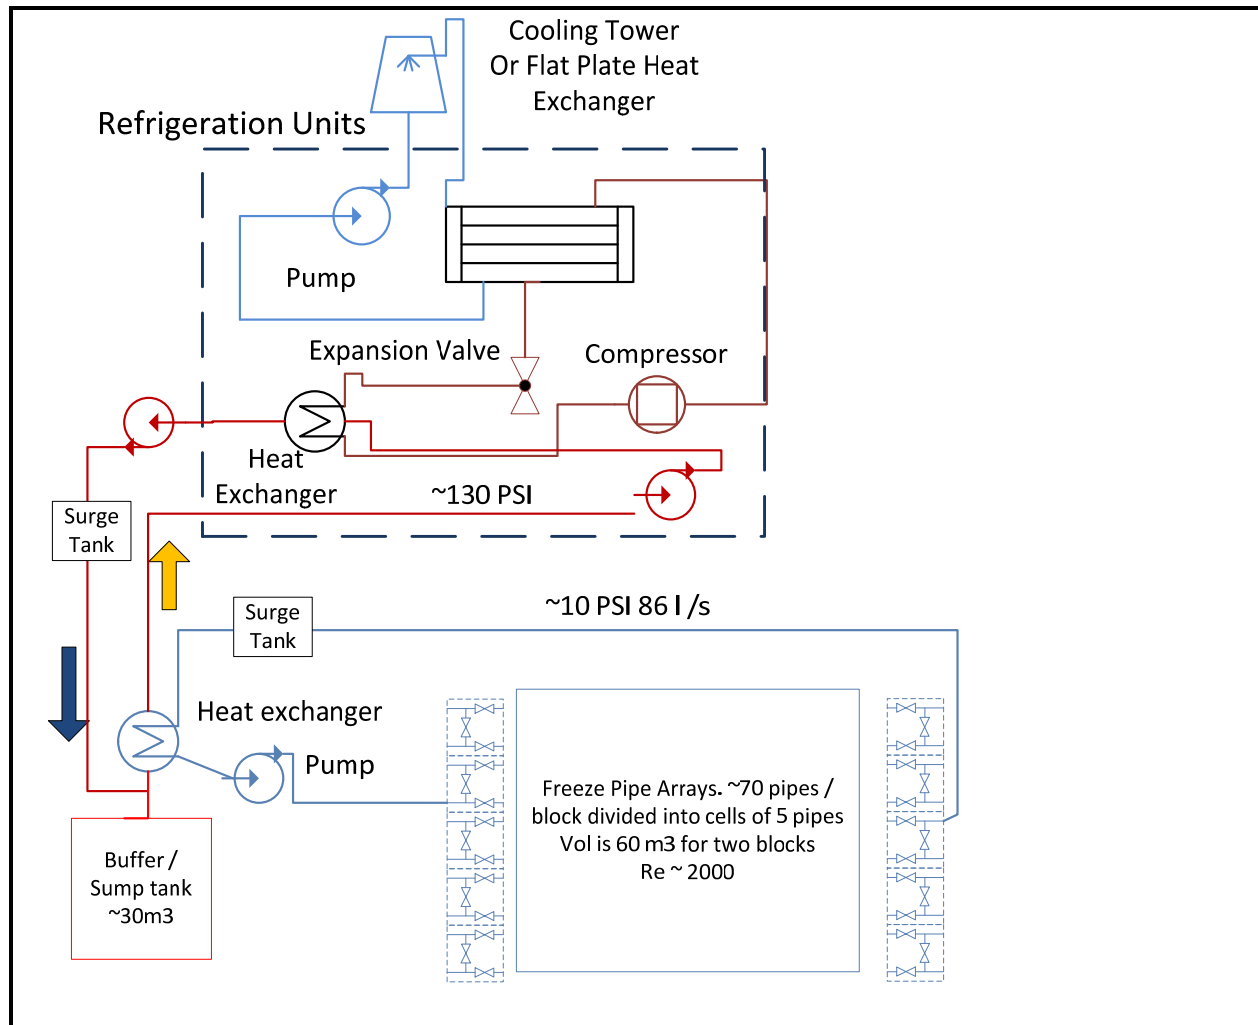 Cooling Tower
Or Flat Plate Heat
Exchanger
Refrigeration Units
Pump
Expansion Valve
Compressor
Heat
Exchanger
~130 PSI
Surge
Tank
~10 PSI 86 l /s
Surge
Tank
Heat exchanger
Pump
Freeze Pipe Arrays. ~70 pipes /
block divided into cells of 5 pipes
Vol is 60 m3 for two blocks
Re ~ 2000
Buffer /
Sump tank
~30m3